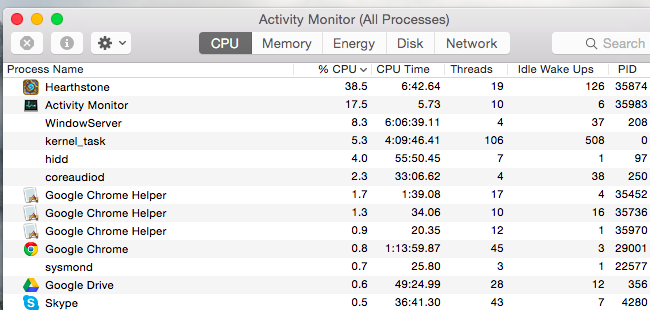 Activity Monitor (All Processes)
CPU Memory Energy Disk Network Search
Process Name % CPU CPU Time Threads Idle Wake Ups PID
Hearthstone 38.5 6:42.64 19 126 35874
Activity Monitor 17.5 5.73 10 6 35983
WindowServer 8.3 6:06:39.11 4 37 208
kernel_task 5.3 4:09:46.41 106 508 0
hidd 4.0 55:50.45 7 1 97
coreaudiod 2.3 33:06.62 4 38 250
Google Chrome Helper 1.7 1:39.08 17 4 35452
Google Chrome Helper 1.3 34.06 10 16 35736
Google Chrome Helper 0.9 20.35 12 1 35970
Google Chrome 0.8 1:13:59.87 45 3 29001
sysmond 0.7 25.80 3 1 22577
Google Drive 0.6 49:24.99 28 12 356
Skype 0.5 36:41.30 43 7 4280